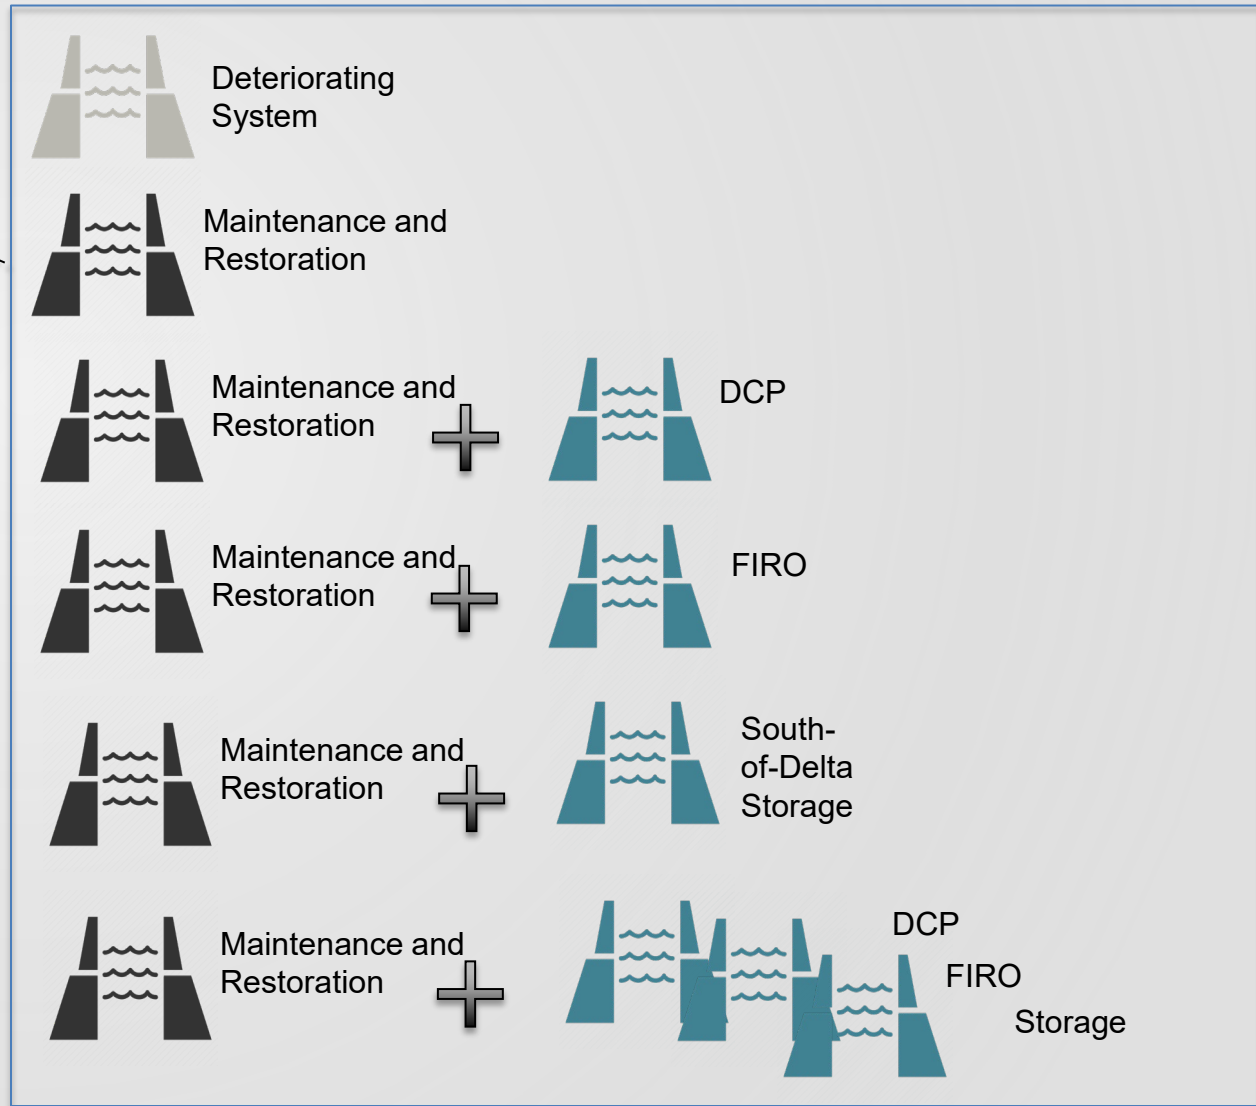 Deteriorating
System
Maintenance and
Restoration
Maintenance and
Restoration
DCP
Maintenance and
Restoration
FIRO
Maintenance and
Restoration
South-
of-Delta
Storage
Maintenance and
Restoration
DCP
FIRO
Storage